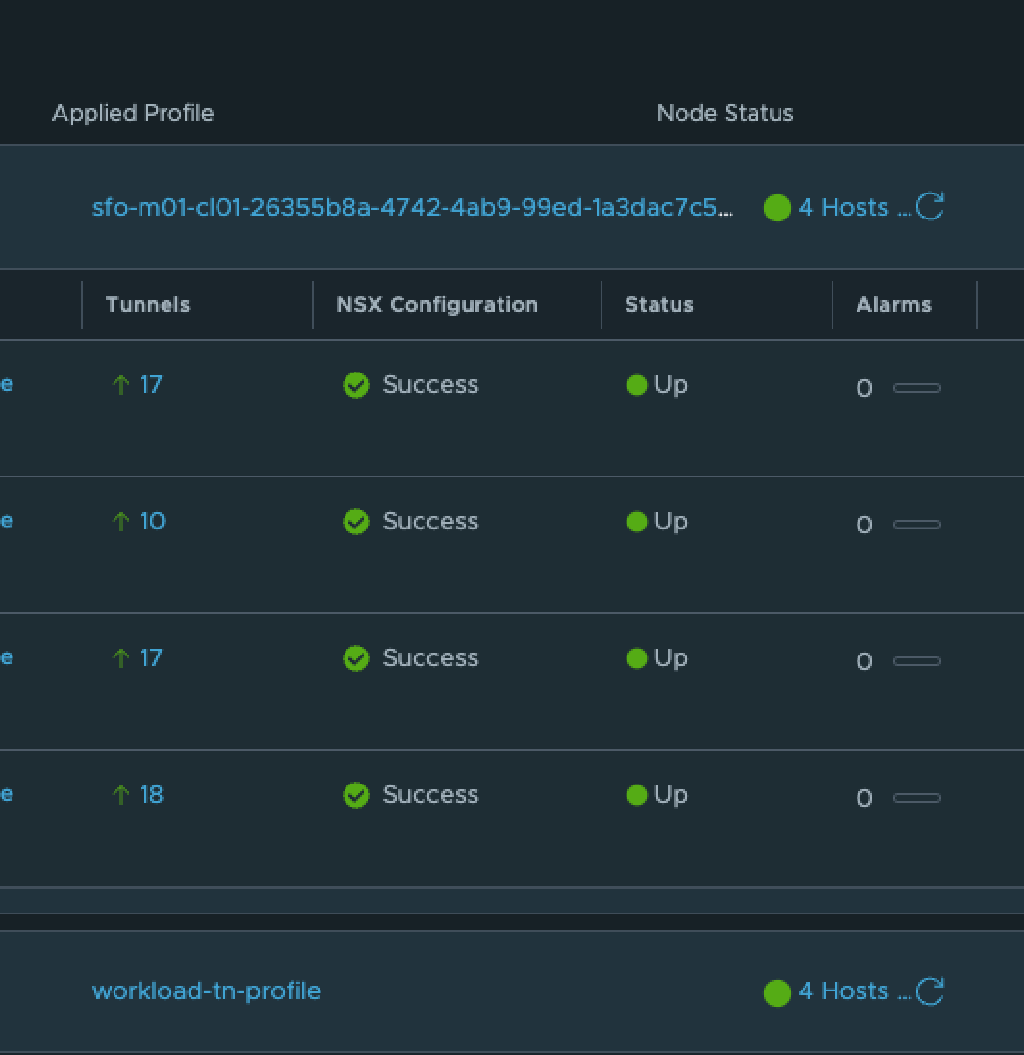 Applied Profile Node Status
sfo-m01-cl01-26355b8a-4742-4ab9-99ed-1a3dac7c5... 4 Hosts ...
Tunnels NSX Configuration Status Alarms
e 17 Success Up 0
e 10 Success Up 0
e 17 Success Up 0
e 18 Success Up 0
workload-tn-profile 4 Hosts ...